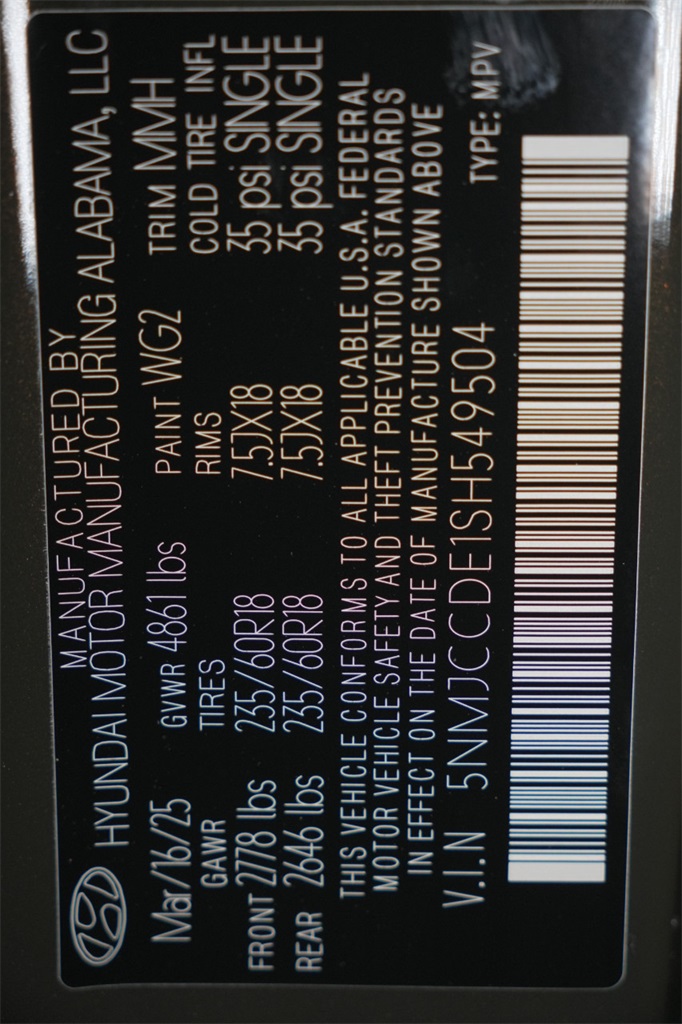 MANUFACTURED BY
HYUNDAI MOTOR MANUFACTURING ALABAMA, LLC
Mar/16/25 GVWR 4861 lbs PAINT WG2 TRIM MMH
GAWR TIRES RIMS COLD TIRE INFL
FRONT 2778 lbs 235/60R18 7.5JX18 35 psi SINGLE
REAR 2646 lbs 235/60R18 7.5JX18 35 psi SINGLE
THIS VEHICLE CONFORMS TO ALL APPLICABLE U.S.A. FEDERAL
MOTOR VEHICLE SAFETY AND THEFT PREVENTION STANDARDS
IN EFFECT ON THE DATE OF MANUFACTURE SHOWN ABOVE
V.I.N 5NMJCCDE1SH549504 TYPE: MPV